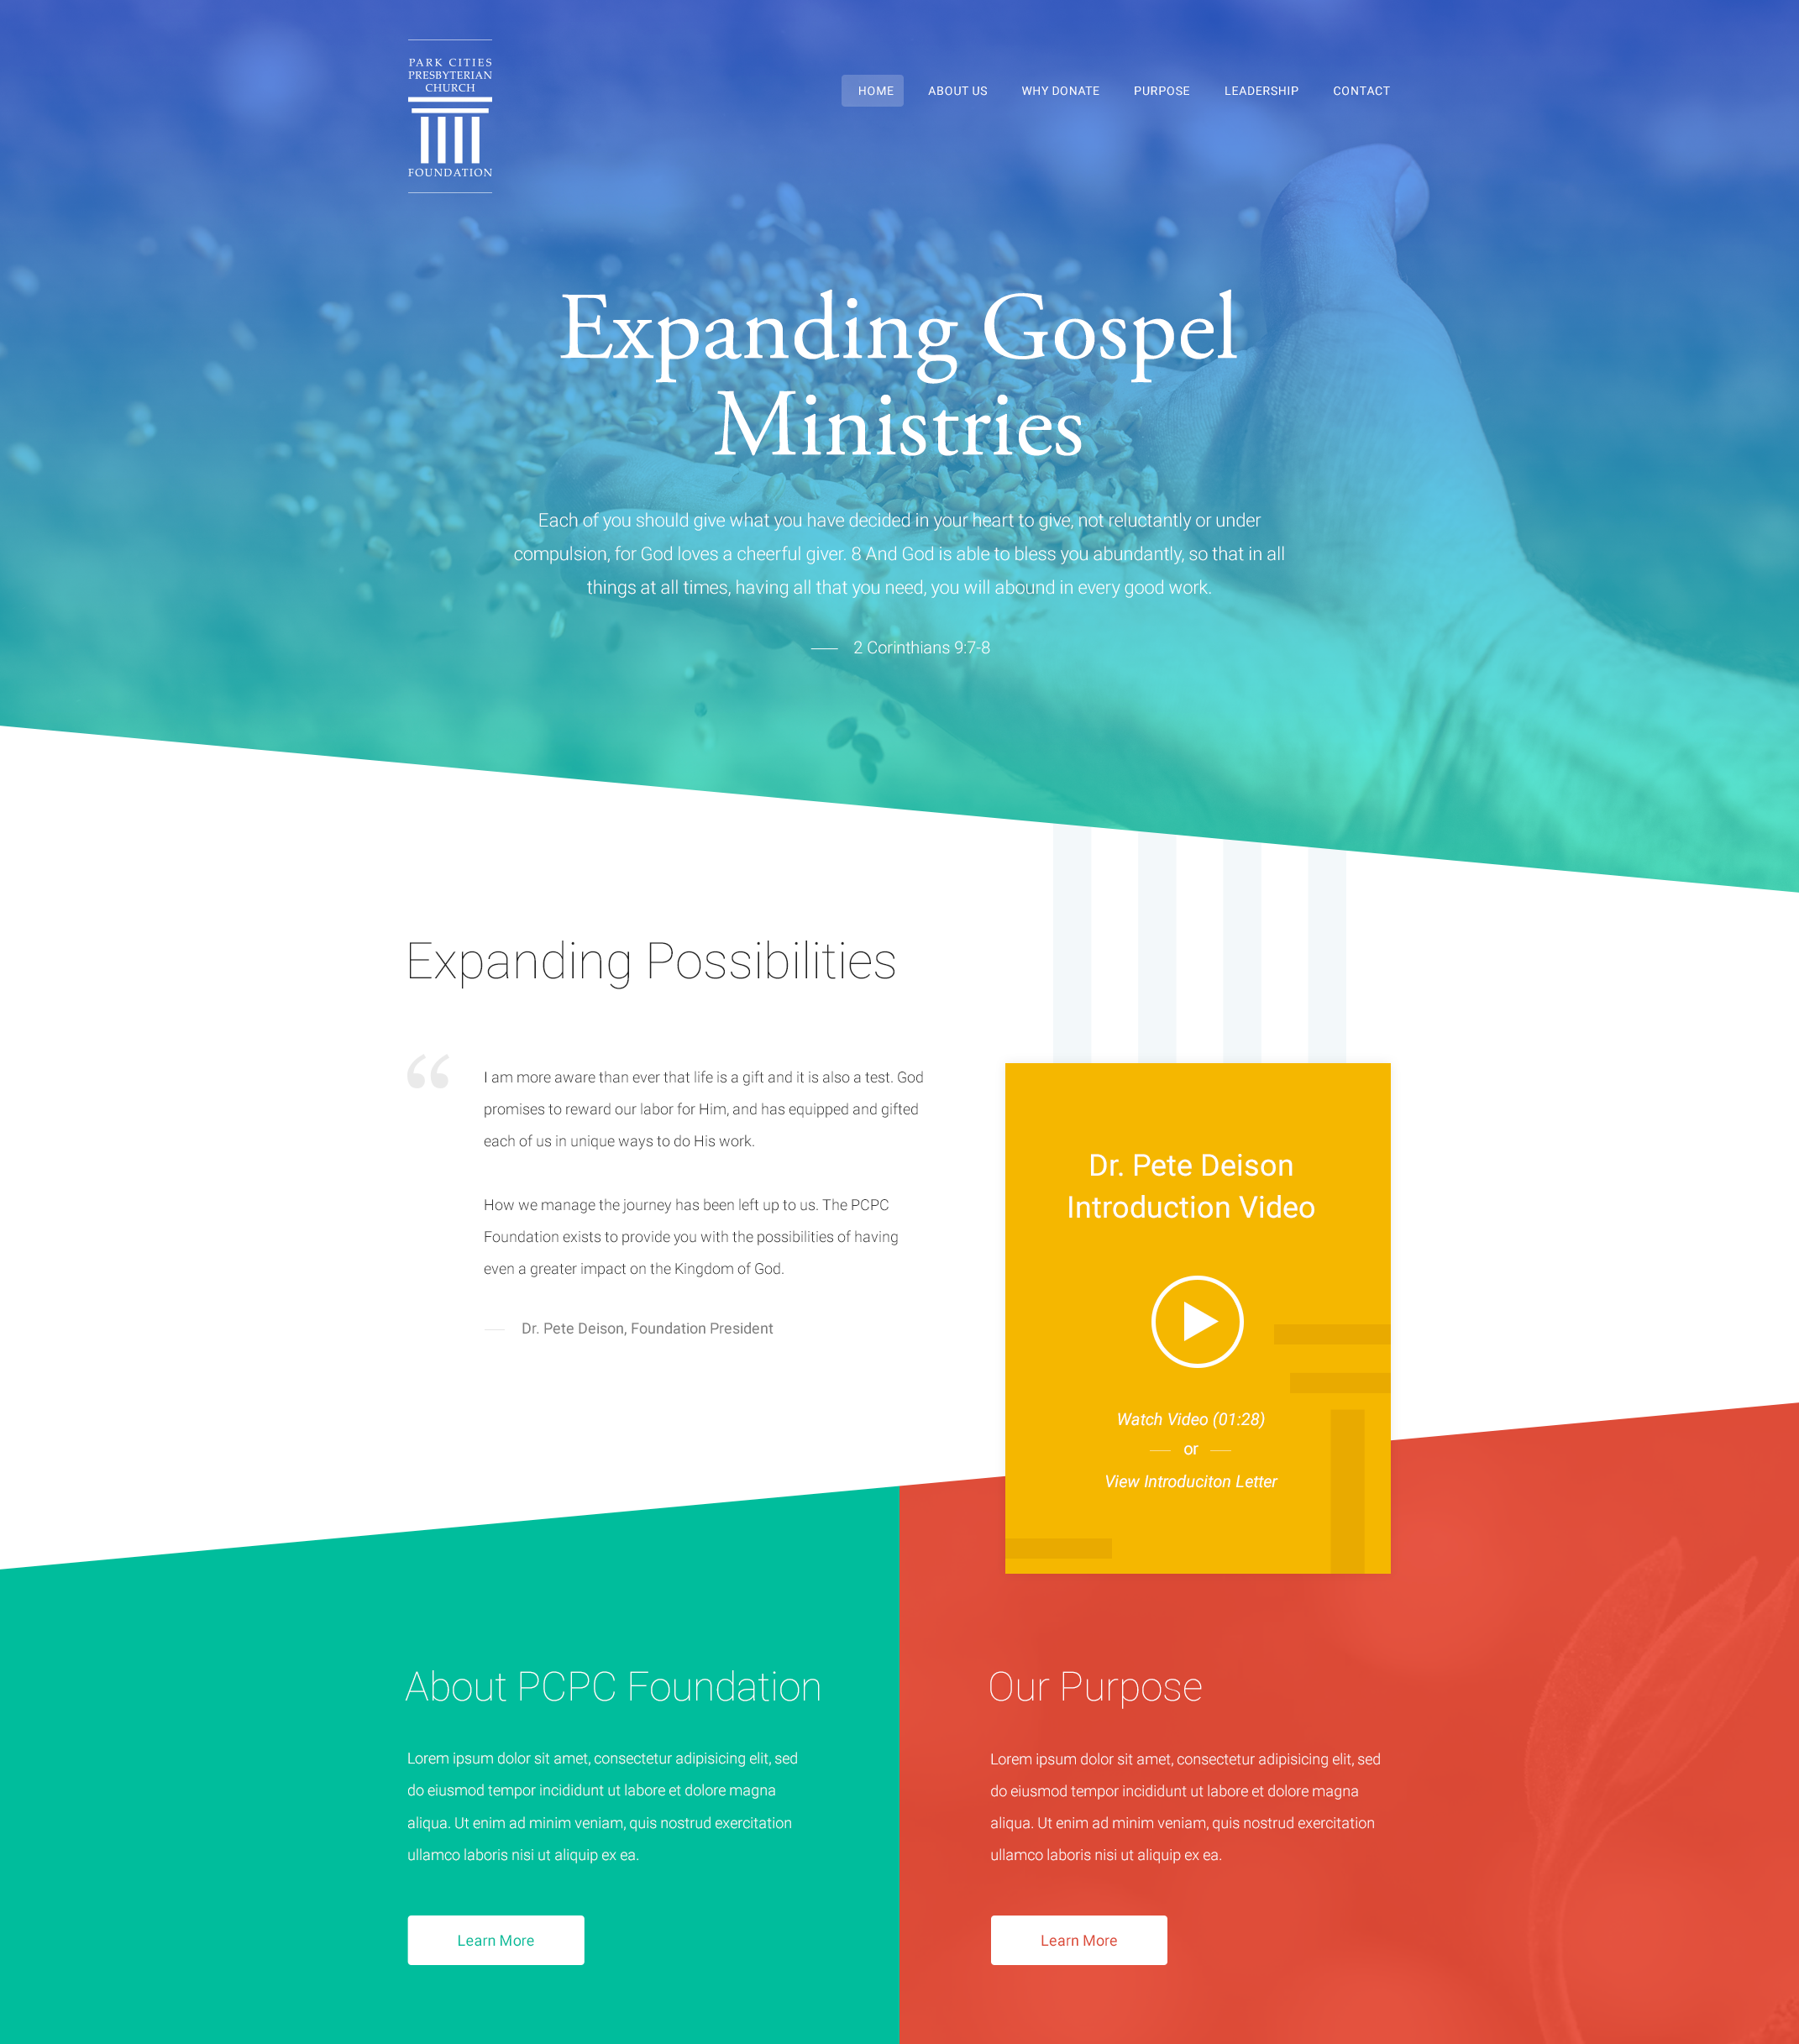 PARK CITIES
PRESBYTERIAN
CHURCH
FOUNDATION
HOME
ABOUT US
WHY DONATE
PURPOSE
LEADERSHIP
CONTACT
Expanding Gospel
Ministries
Each of you should give what you have decided in your heart to give, not reluctantly or under
compulsion, for God loves a cheerful giver. 8 And God is able to bless you abundantly, so that in all
things at all times, having all that you need, you will abound in every good work.
2 Corinthians 9:7-8
Expanding Possibilities
“
I am more aware than ever that life is a gift and it is also a test. God
promises to reward our labor for Him, and has equipped and gifted
each of us in unique ways to do His work.
How we manage the journey has been left up to us. The PCPC
Foundation exists to provide you with the possibilities of having
even a greater impact on the Kingdom of God.
— Dr. Pete Deison, Foundation President
Dr. Pete Deison
Introduction Video
Watch Video (01:28)
— or —
View Introduciton Letter
About PCPC Foundation
Lorem ipsum dolor sit amet, consectetur adipisicing elit, sed
do eiusmod tempor incididunt ut labore et dolore magna
aliqua. Ut enim ad minim veniam, quis nostrud exercitation
ullamco laboris nisi ut aliquip ex ea.
Learn More
Our Purpose
Lorem ipsum dolor sit amet, consectetur adipisicing elit, sed
do eiusmod tempor incididunt ut labore et dolore magna
aliqua. Ut enim ad minim veniam, quis nostrud exercitation
ullamco laboris nisi ut aliquip ex ea.
Learn More